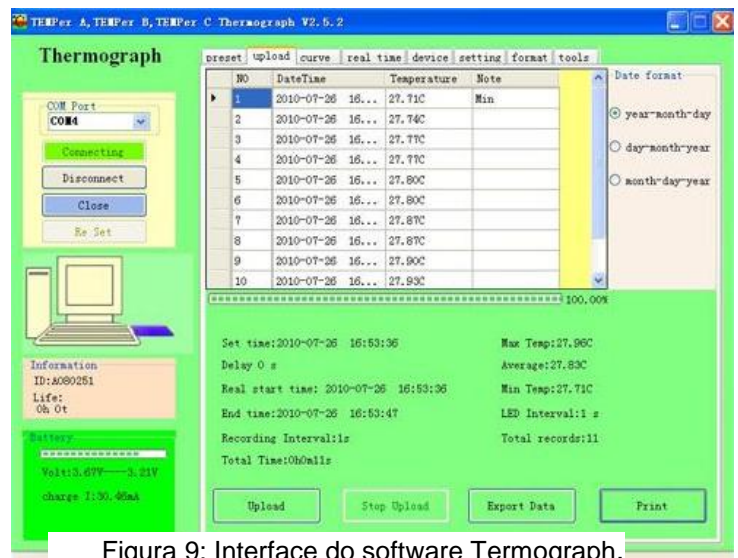 TEMPer A, TEMPer B, TEMPer C Thermograph V2.5.2
Thermograph
preset upload curve real time device setting format tools
COM Port
COM4
Connecting
Disconnect
Close
Re Set
Information
ID:A080251
Life:
0h 0t
Battery
Volt:3.67V----3.21V
charge I:30.46mA
NO DateTime Temperature Note
1 2010-07-26 16... 27.71C Min
2 2010-07-26 16... 27.74C
3 2010-07-26 16... 27.77C
4 2010-07-26 16... 27.77C
5 2010-07-26 16... 27.80C
6 2010-07-26 16... 27.80C
7 2010-07-26 16... 27.87C
8 2010-07-26 16... 27.87C
9 2010-07-26 16... 27.90C
10 2010-07-26 16... 27.93C
Date format
year-month-day
day-month-year
month-day-year
100.00%
Set time:2010-07-26 16:53:36 Max Temp:27.96C
Delay 0 s Average:27.83C
Real start time: 2010-07-26 16:53:36 Min Temp:27.71C
End time:2010-07-26 16:53:47 LED Interval:1 s
Recording Interval:1s Total records:11
Total Time:0h0m11s
Upload Stop Upload Export Data Print
Figura 9: Interface do software Termograph.